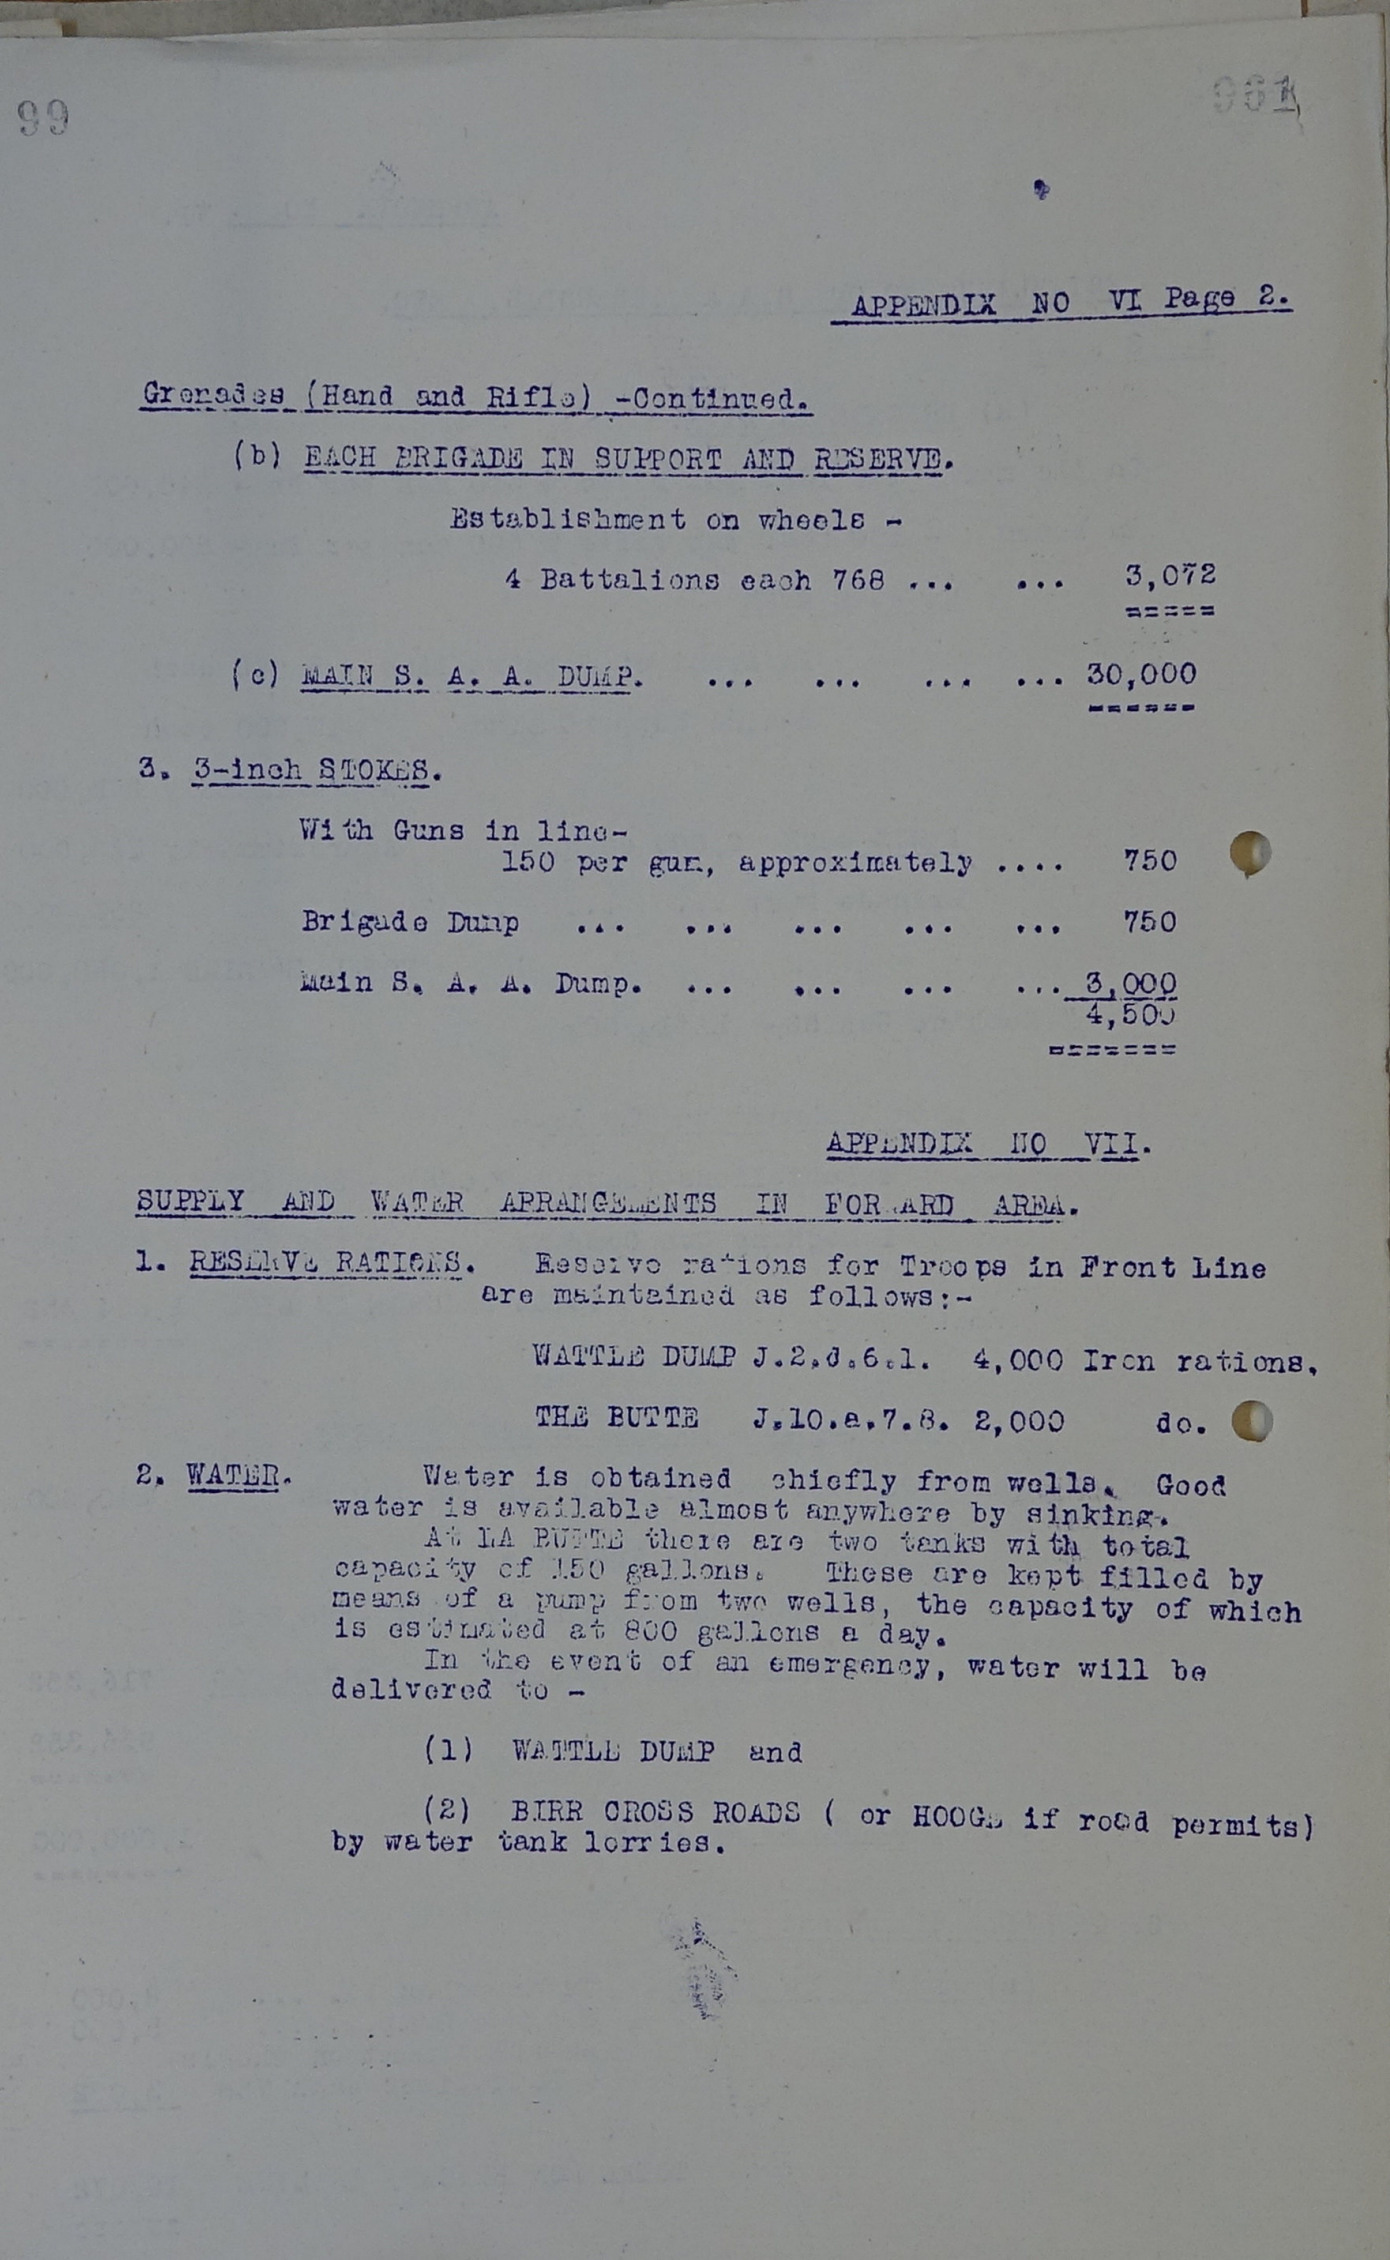 99
961
APPENDIX NO VI Page 2.
Grenades (Hand and Rifle) -Continued.
(b) EACH BRIGADE IN SUPPORT AND RESERVE.
Establishment on wheels -
4 Battalions each 768 ... ... 3,072
=====
(c) MAIN S. A. A. DUMP. ... ... ... ... 30,000
======
3. 3-inch STOKES.
With Guns in line-
150 per gun, approximately .... 750
Brigade Dump ... ... ... ... ... 750
Main S. A. A. Dump. ... ... ... ... 3,000
4,500
=======
APPENDIX NO VII.
SUPPLY AND WATER ARRANGEMENTS IN FORWARD AREA.
1. RESERVE RATIONS. Reserve rations for Troops in Front Line
are maintained as follows:-
WATTLE DUMP J.2.d.6.1. 4,000 Iron rations.
THE BUTTE J.10.a.7.8. 2,000 do.
2. WATER. Water is obtained chiefly from wells. Good
water is available almost anywhere by sinking.
At LA BUTTE there are two tanks with total
capacity of 150 gallons. These are kept filled by
means of a pump from two wells, the capacity of which
is estimated at 800 gallons a day.
In the event of an emergency, water will be
delivered to -
(1) WATTLE DUMP and
(2) BIRR CROSS ROADS ( or HOOGE if road permits)
by water tank lorries.